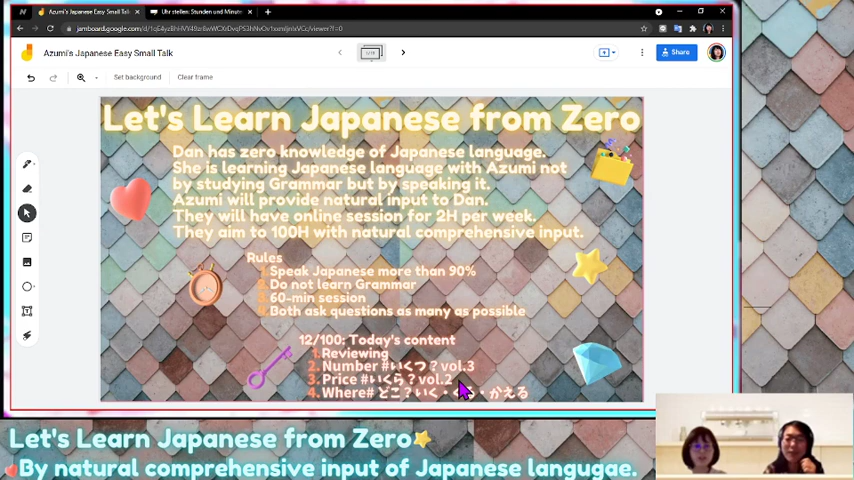 Azumi's Japanese Easy Small Talk
Uhr stellen: Stunden und Minute
Azumi's Japanese Easy Small Talk
Share
Set background
Clear frame
Let's Learn Japanese from Zero
Dan has zero knowledge of Japanese language.
She is learning Japanese language with Azumi not
by studying Grammar but by speaking it.
Azumi will provide natural input to Dan.
They will have online session for 2H per week.
They aim to 100H with natural comprehensive input.
Rules
1. Speak Japanese more than 90%
2. Do not learn Grammar
3. 60-min session
4. Both ask questions as many as possible
12/100: Today's content
1. Reviewing
2. Number #いくつ?vol.3
3. Price #いくら?vol.2
4. Where# どこ?いく・ ・かえる
Let's Learn Japanese from Zero
By natural comprehensive input of Japanese langugae.